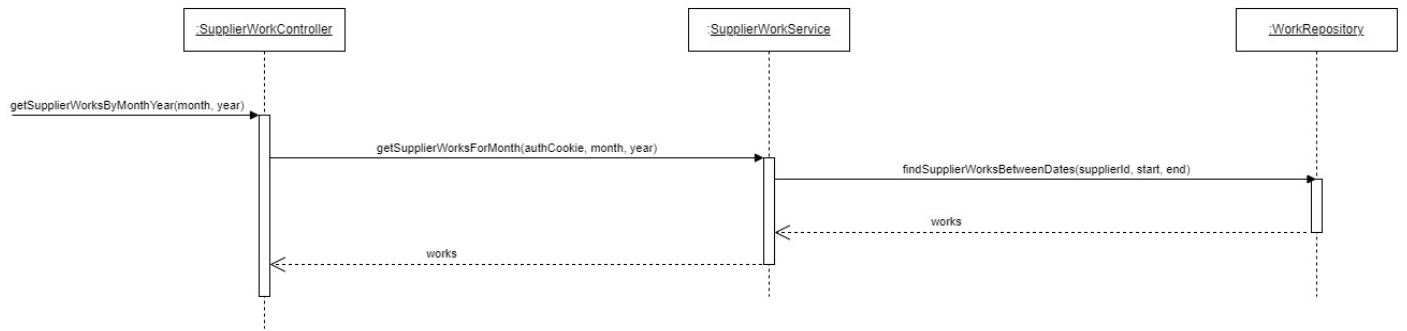 :SupplierWorkController
:SupplierWorkService
:WorkRepository
getSupplierWorksByMonthYear(month, year)
getSupplierWorksForMonth(authCookie, month, year)
findSupplierWorksBetweenDates(supplierId, start, end)
works
works